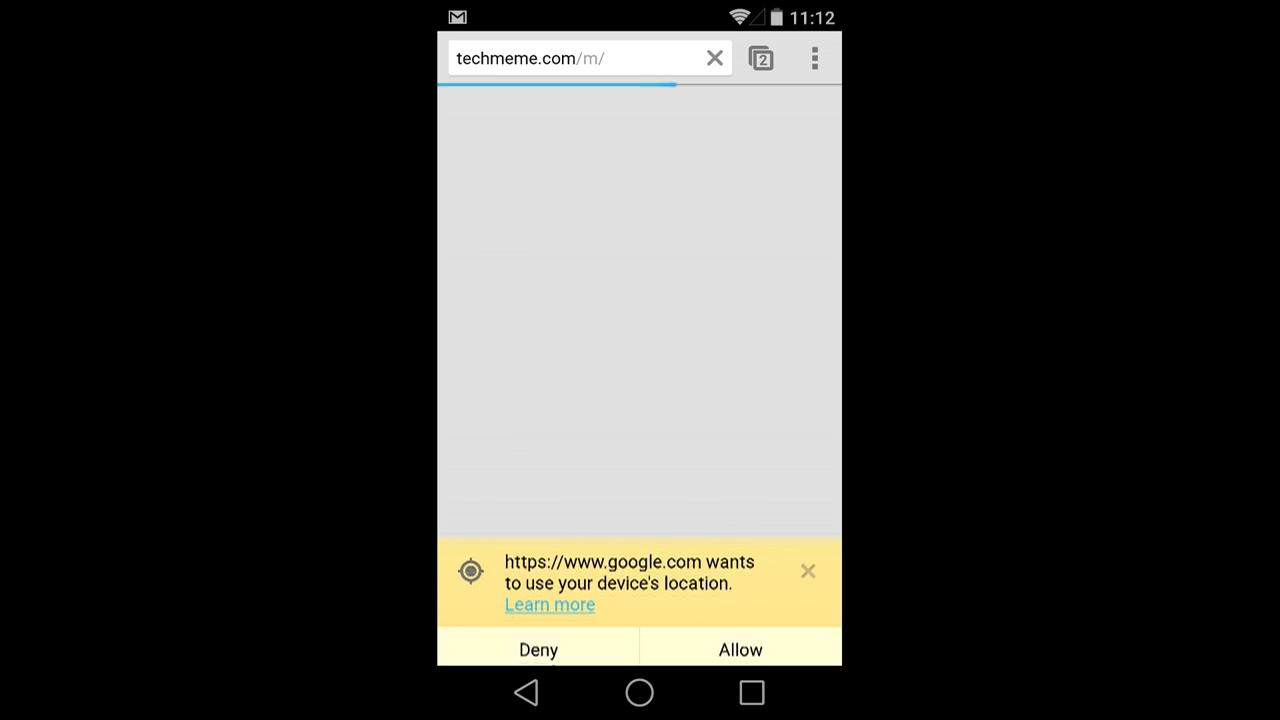 11:12
techmeme.com/m/
2
https://www.google.com wants
to use your device's location.
Learn more
Deny
Allow